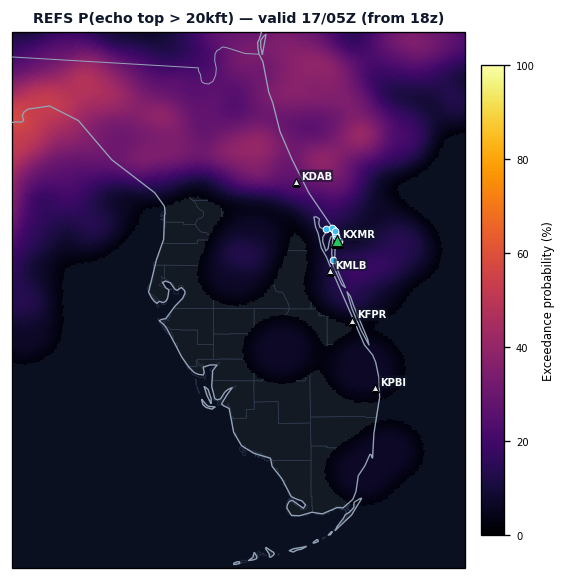 REFS P(echo top > 20kft) — valid 17/05Z (from 18z)
KDAB
KXMR
KMLB
KFPR
KPBI
100
80
60
40
20
0
Exceedance probability (%)